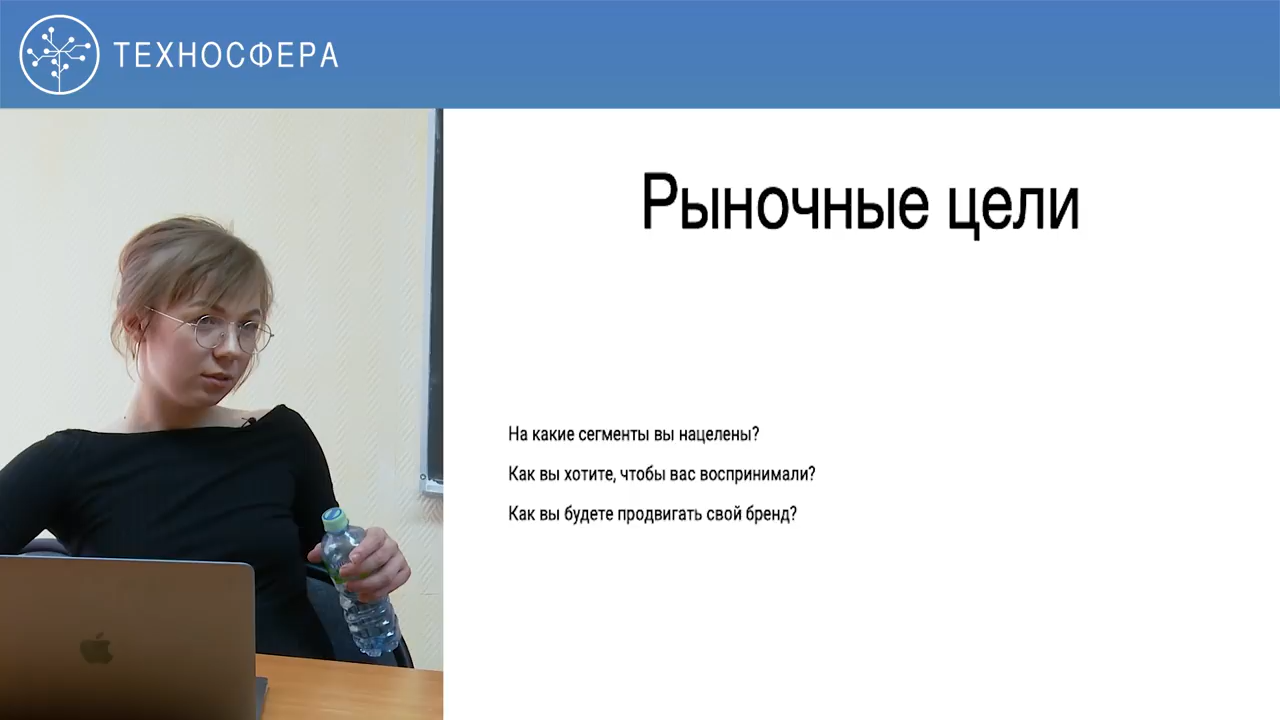 ТЕХНОСФЕРА
Рыночные цели
На какие сегменты вы нацелены?
Как вы хотите, чтобы вас воспринимали?
Как вы будете продвигать свой бренд?